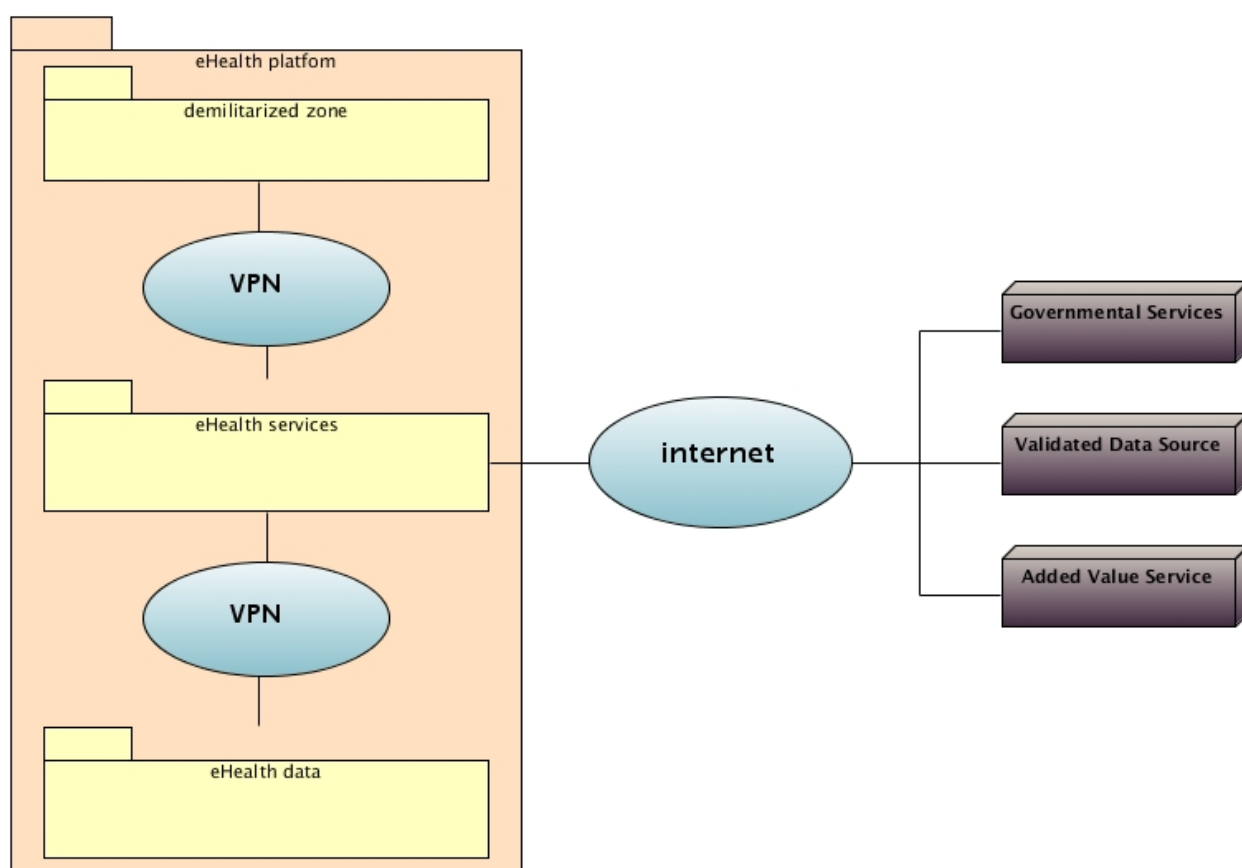 eHealth platfom
demilitarized zone
VPN
eHealth services
VPN
eHealth data
internet
Governmental Services
Validated Data Source
Added Value Service